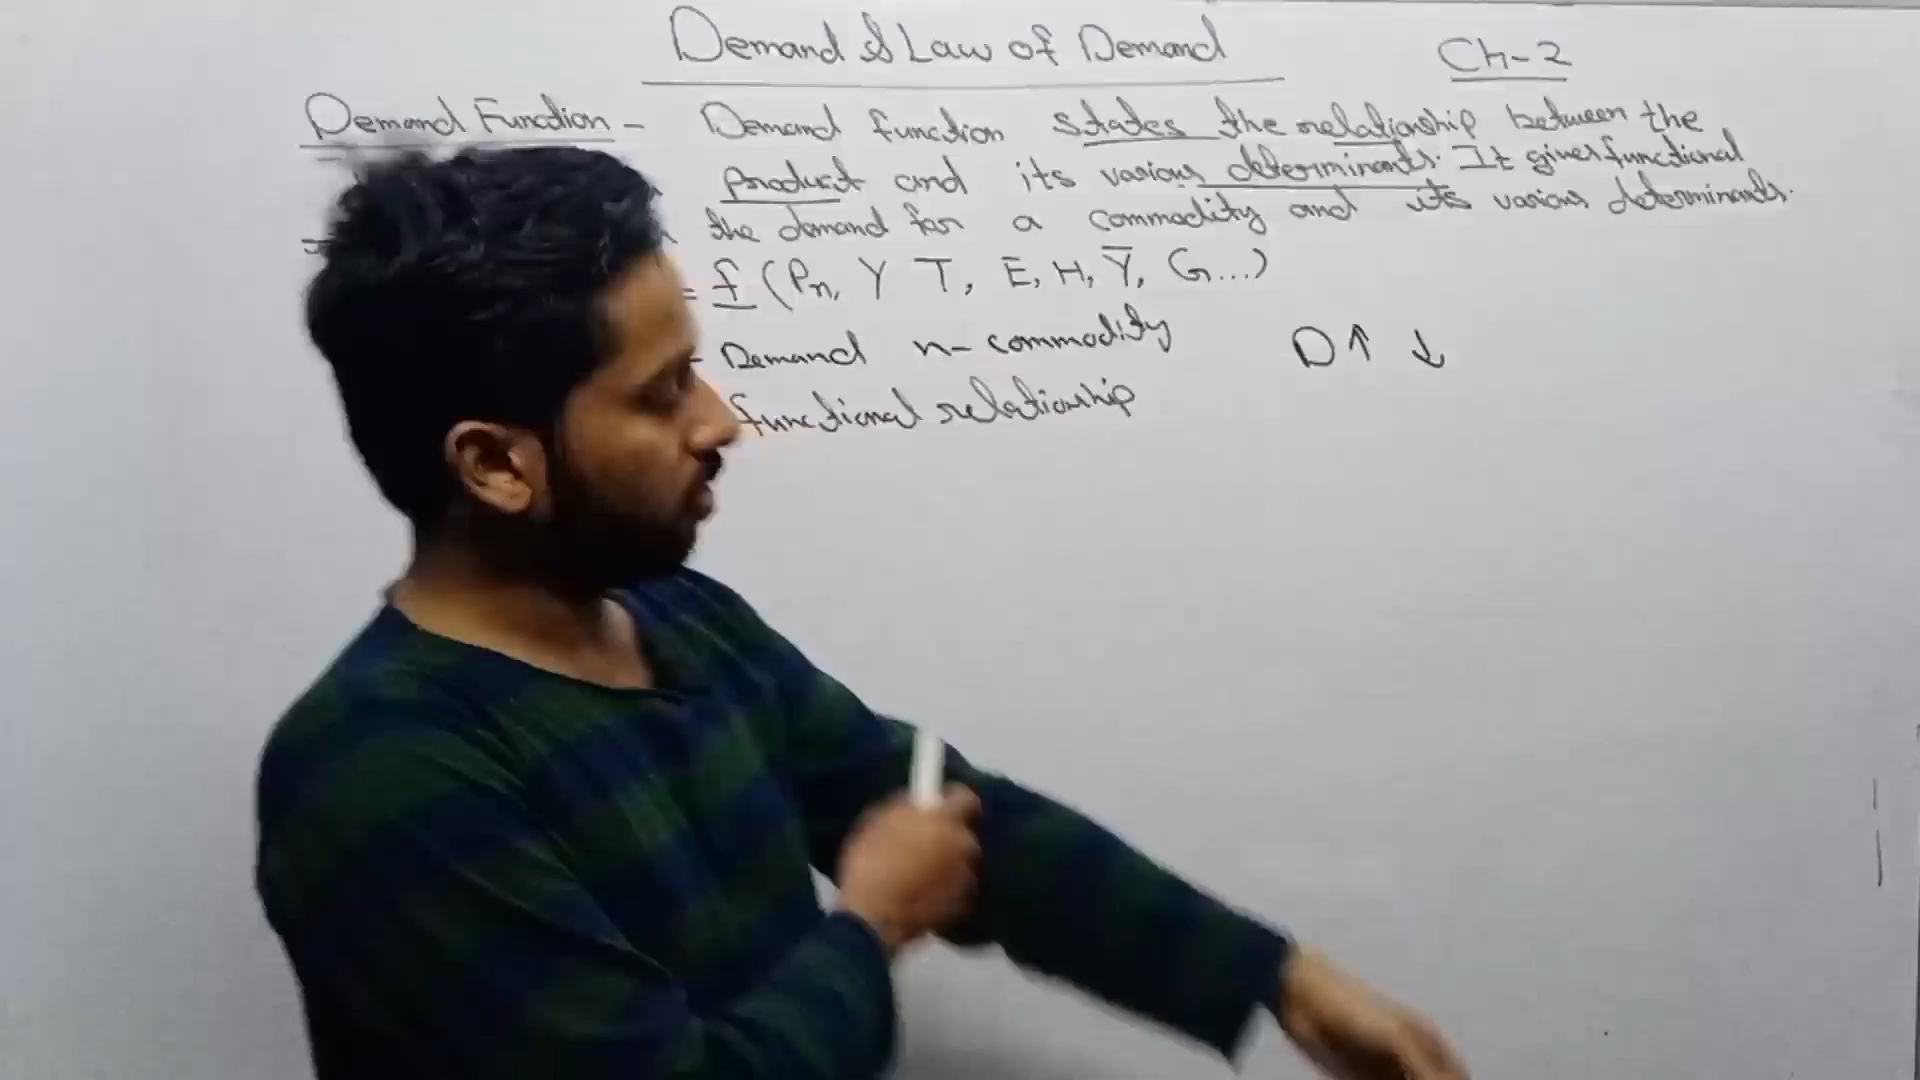 Demand & Law of Demand
Ch-2
Demand Function - Demand function states the relationship between the
product and its various determinants. It gives functional
the demand for a commodity and its various determinants.
= f (Pn, Y T, E, H, Y̅, G...)
- Demand n-commodity D↑ ↓
functional relationship